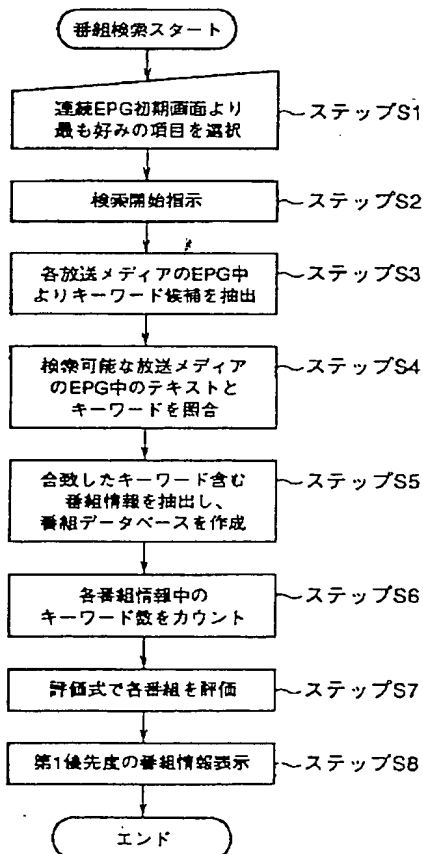 番組検索スタート
連続EPG初期画面より
最も好みの項目を選択
ステップS1
検索開始指示
ステップS2
各放送メディアのEPG中
よりキーワード候補を抽出
ステップS3
検索可能な放送メディア
のEPG中のテキストと
キーワードを照合
ステップS4
合致したキーワード含む
番組情報を抽出し、
番組データベースを作成
ステップS5
各番組情報中の
キーワード数をカウント
ステップS6
評価式で各番組を評価
ステップS7
第1優先度の番組情報表示
ステップS8
エンド